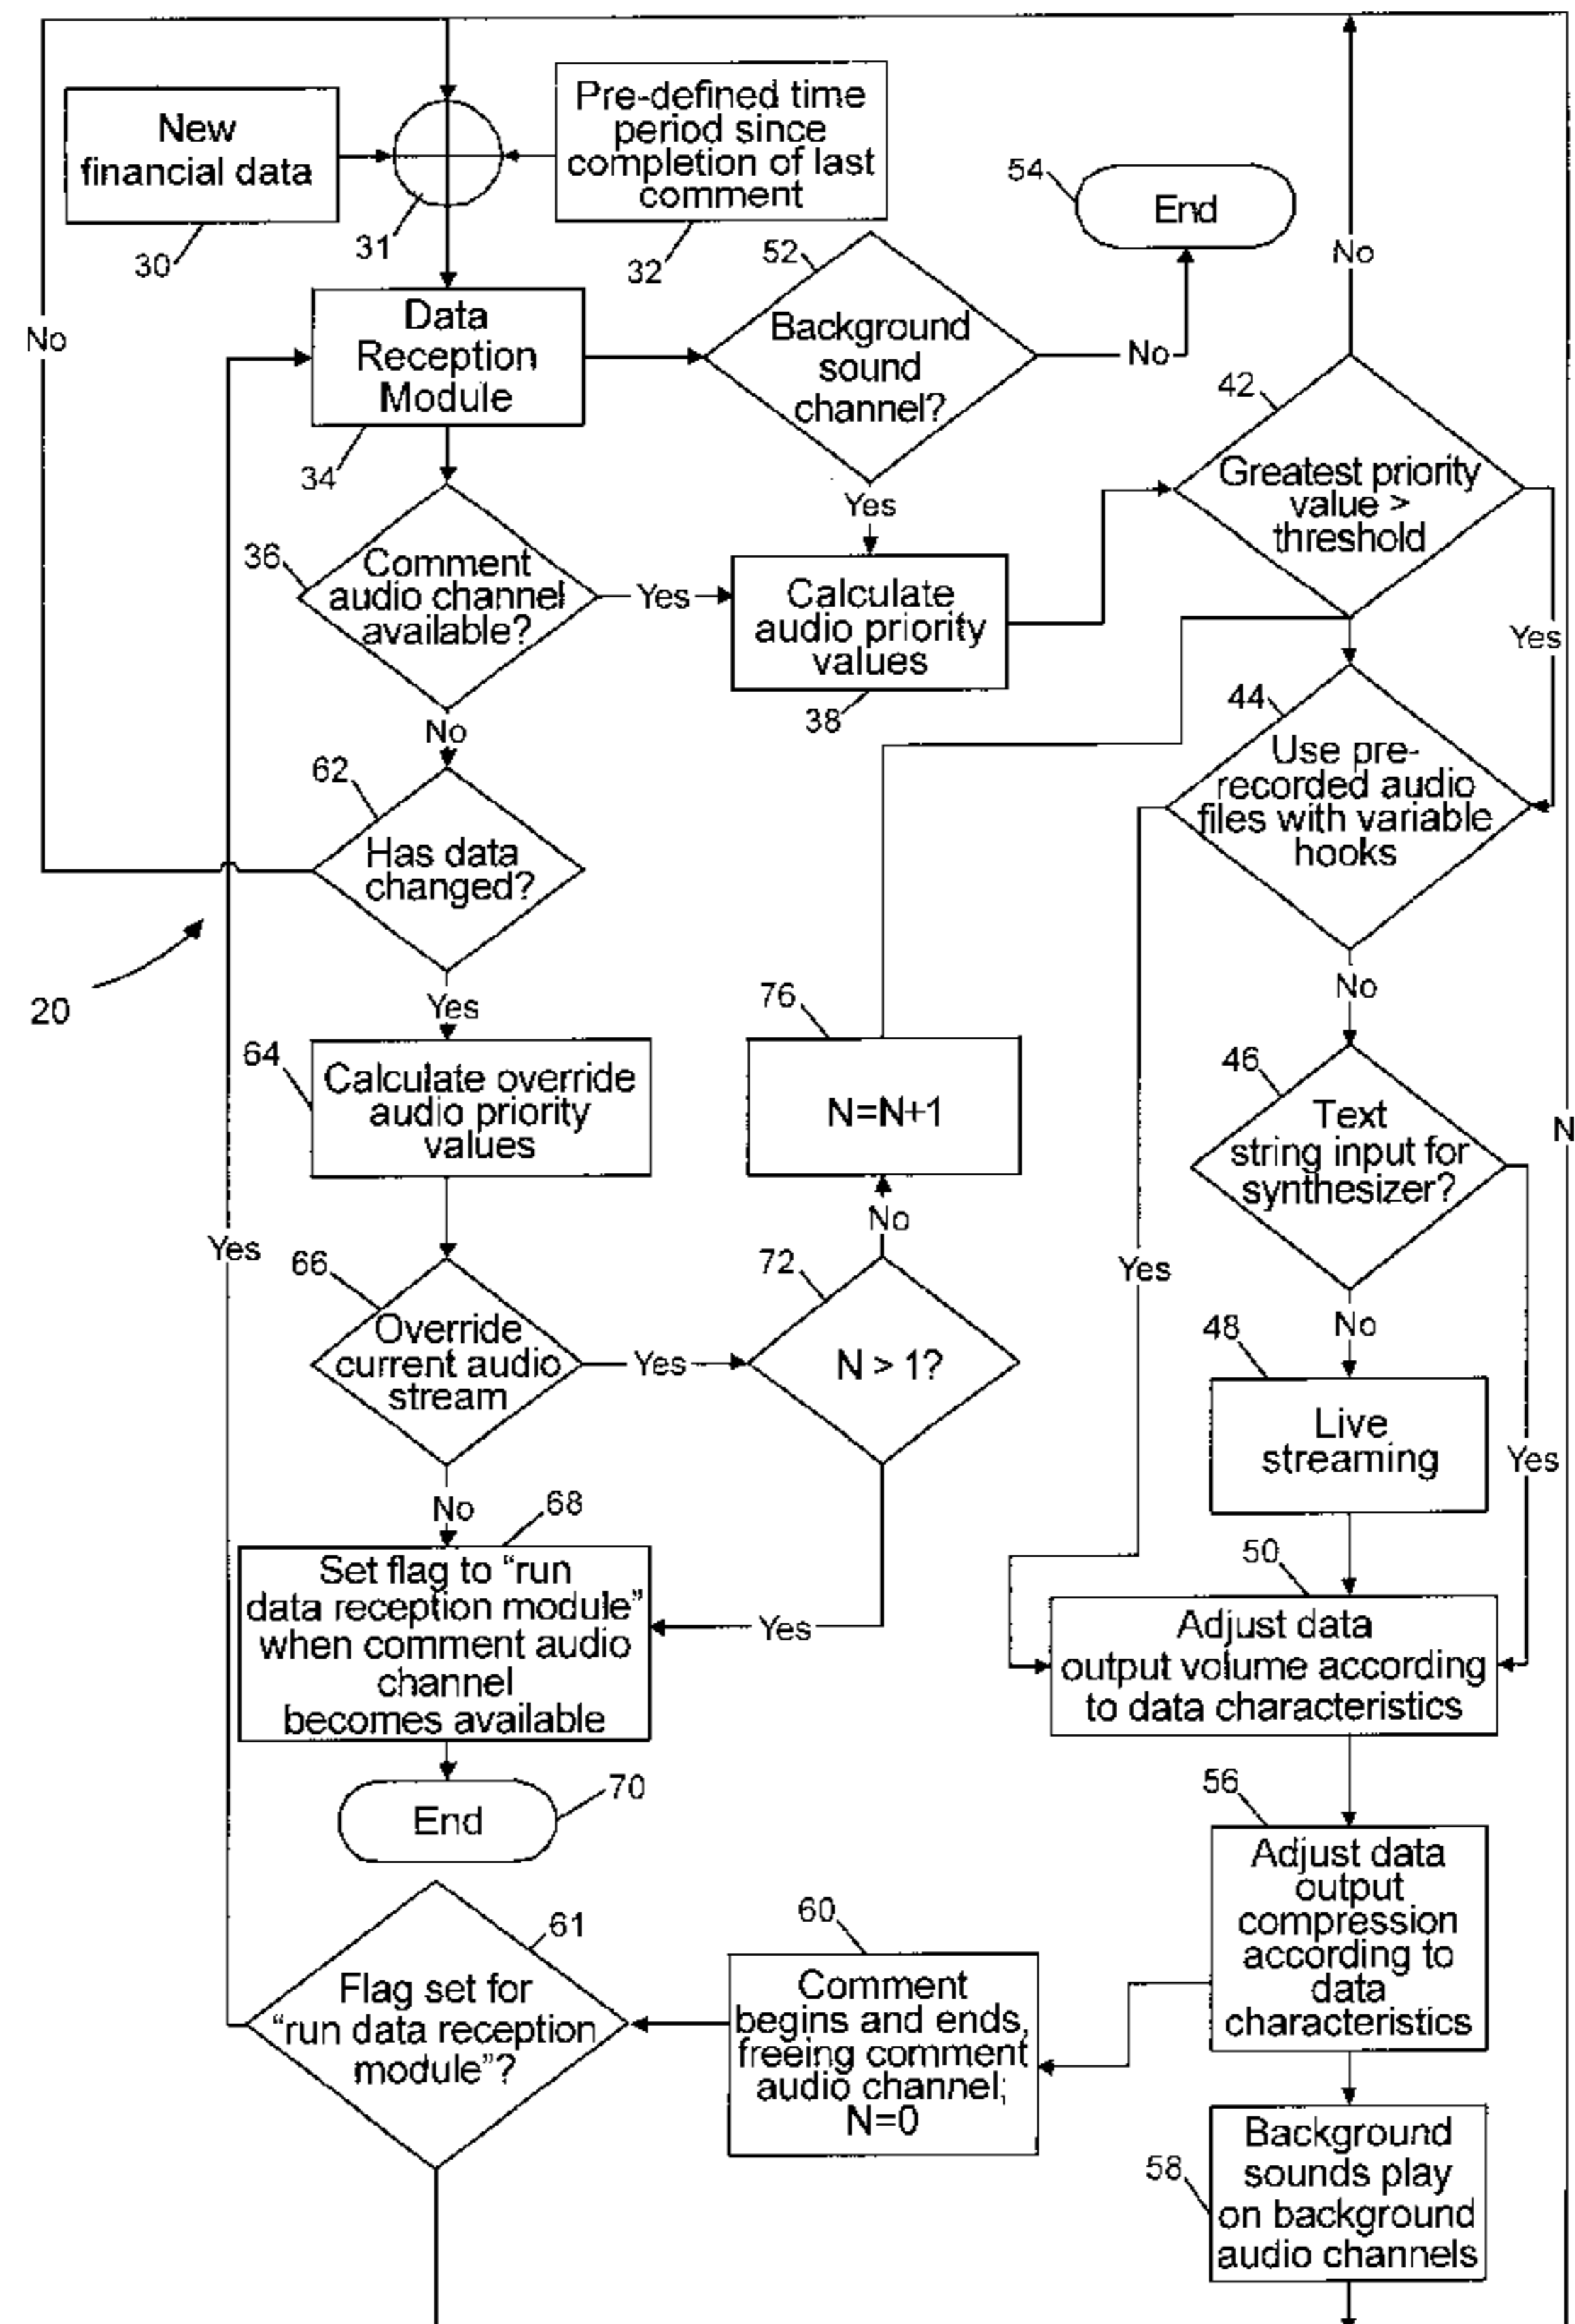 New
financial data
30
31
Pre-defined time
period since
completion of last
comment
32
54
End
No
52
Background
sound
channel?
No
Yes
No
Data
Reception
Module
34
42
Greatest priority
value >
threshold
Yes
36
Comment
audio channel
available?
Yes
No
Calculate
audio priority
values
38
44
Use pre-
recorded audio
files with variable
hooks
No
Yes
62
Has data
changed?
Yes
20
64
Calculate override
audio priority
values
76
N=N+1
No
46
Text
string input for
synthesizer?
No
Yes
N
Yes
66
Override
current audio
stream
Yes
No
72
N > 1?
Yes
48
Live
streaming
68
Set flag to “run
data reception module”
when comment audio
channel
becomes available
50
Adjust data
output volume according
to data characteristics
End
70
56
Adjust data
output
compression
according to
data
characteristics
61
Flag set for
“run data reception
module”?
60
Comment
begins and ends,
freeing comment
audio channel;
N=0
58
Background
sounds play
on background
audio channels